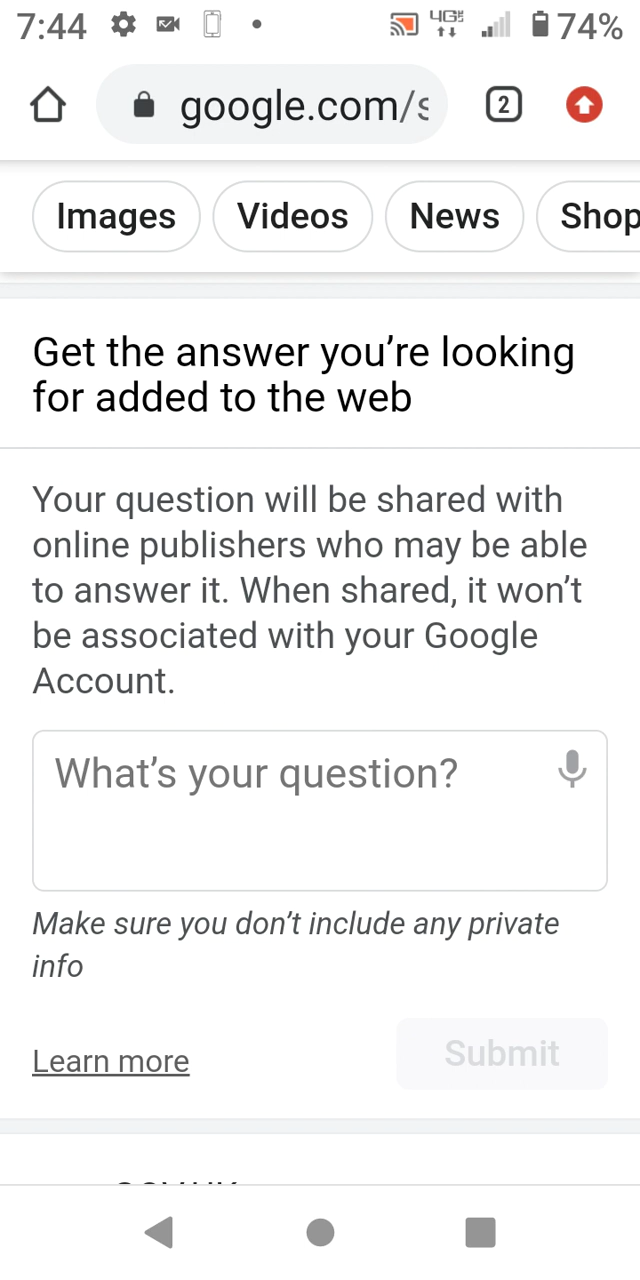 7:44 4GE 74%
google.com/s 2
Images Videos News Shop
Get the answer you’re looking
for added to the web
Your question will be shared with
online publishers who may be able
to answer it. When shared, it won’t
be associated with your Google
Account.
What’s your question?
Make sure you don’t include any private
info
Learn more Submit